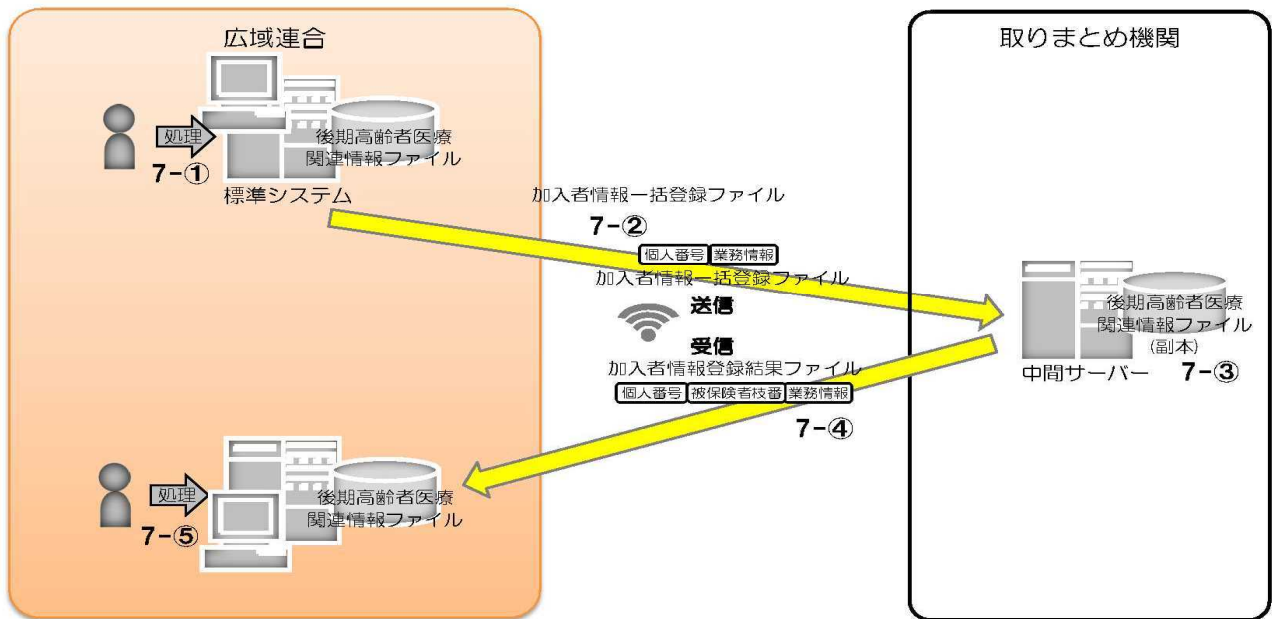 広域連合
処理
7-①
後期高齢者医療
関連情報ファイル
標準システム
加入者情報一括登録ファイル
7-②
個人番号 業務情報
加入者情報一括登録ファイル
送信
受信
加入者情報登録結果ファイル
個人番号 被保険者枝番 業務情報
7-④
処理
7-⑤
後期高齢者医療
関連情報ファイル
取りまとめ機関
後期高齢者医療
関連情報ファイル
(副本)
中間サーバー
7-③